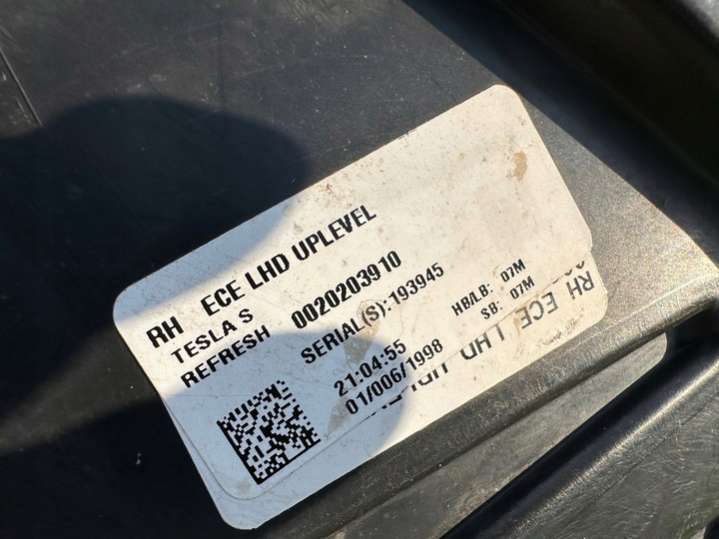 RH ECE LHD UPLEVEL
TESLA S
REFRESH 0020203910
SERIAL(S):193945
21:04:55 HB/LB: 07M
01/006/1998 SB: 07M
RH ECE LHD